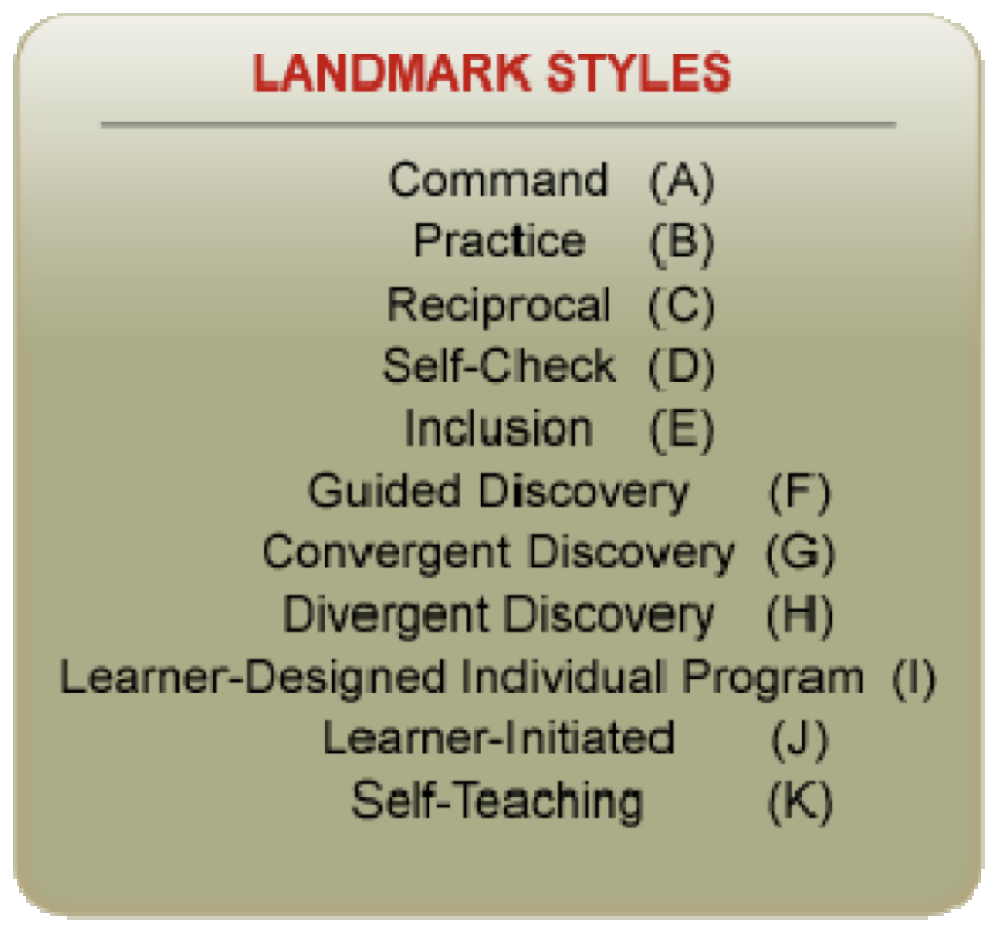 LANDMARK STYLES
Command (A)
Practice (B)
Reciprocal (C)
Self-Check (D)
Inclusion (E)
Guided Discovery (F)
Convergent Discovery (G)
Divergent Discovery (H)
Learner-Designed Individual Program (I)
Learner-Initiated (J)
Self-Teaching (K)